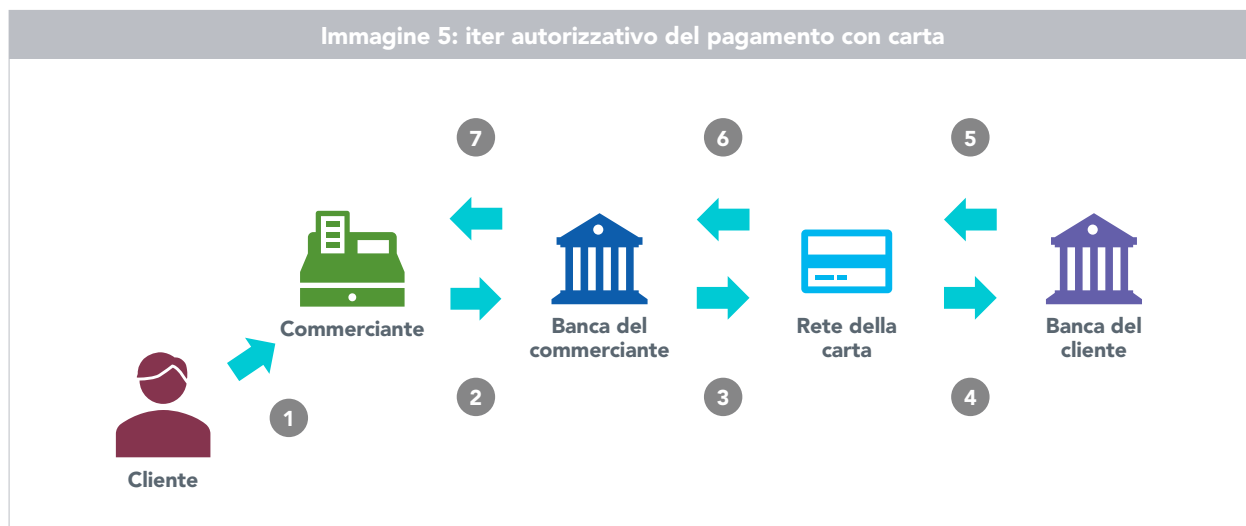 Immagine 5: iter autorizzativo del pagamento con carta
7
6
5
Commerciante
Banca del
commerciante
Rete della
carta
Banca del
cliente
1
2
3
4
Cliente